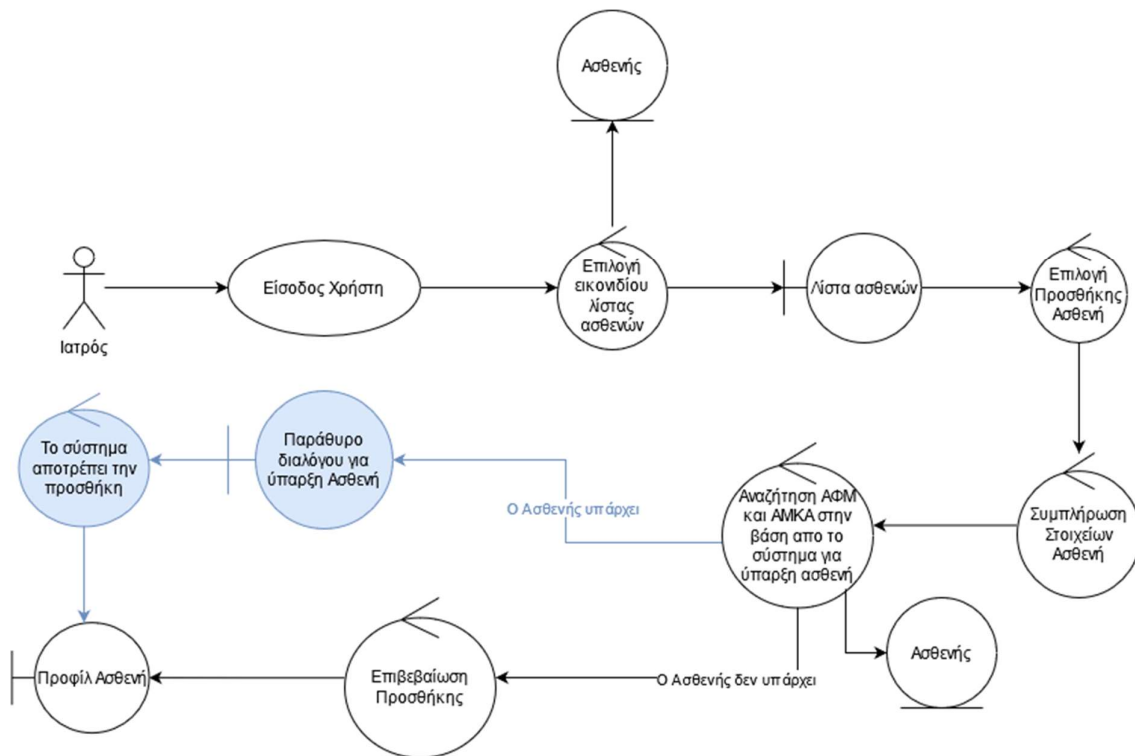 Ασθενής
Ιατρός
Είσοδος Χρήστη
Επιλογή
εικονιδίου
λίστας
ασθενών
Λίστα ασθενών
Επιλογή
Προσθήκης
Ασθενή
Το σύστημα
αποτρέπει την
προσθήκη
Παράθυρο
διαλόγου για
ύπαρξη Ασθενή
Ο Ασθενής υπάρχει
Αναζήτηση ΑΦΜ
και ΑΜΚΑ στην
βάση απο το
σύστημα για
ύπαρξη ασθενή
Συμπλήρωση
Στοιχείων
Ασθενή
Προφίλ Ασθενή
Επιβεβαίωση
Προσθήκης
Ο Ασθενής δεν υπάρχει
Ασθενής